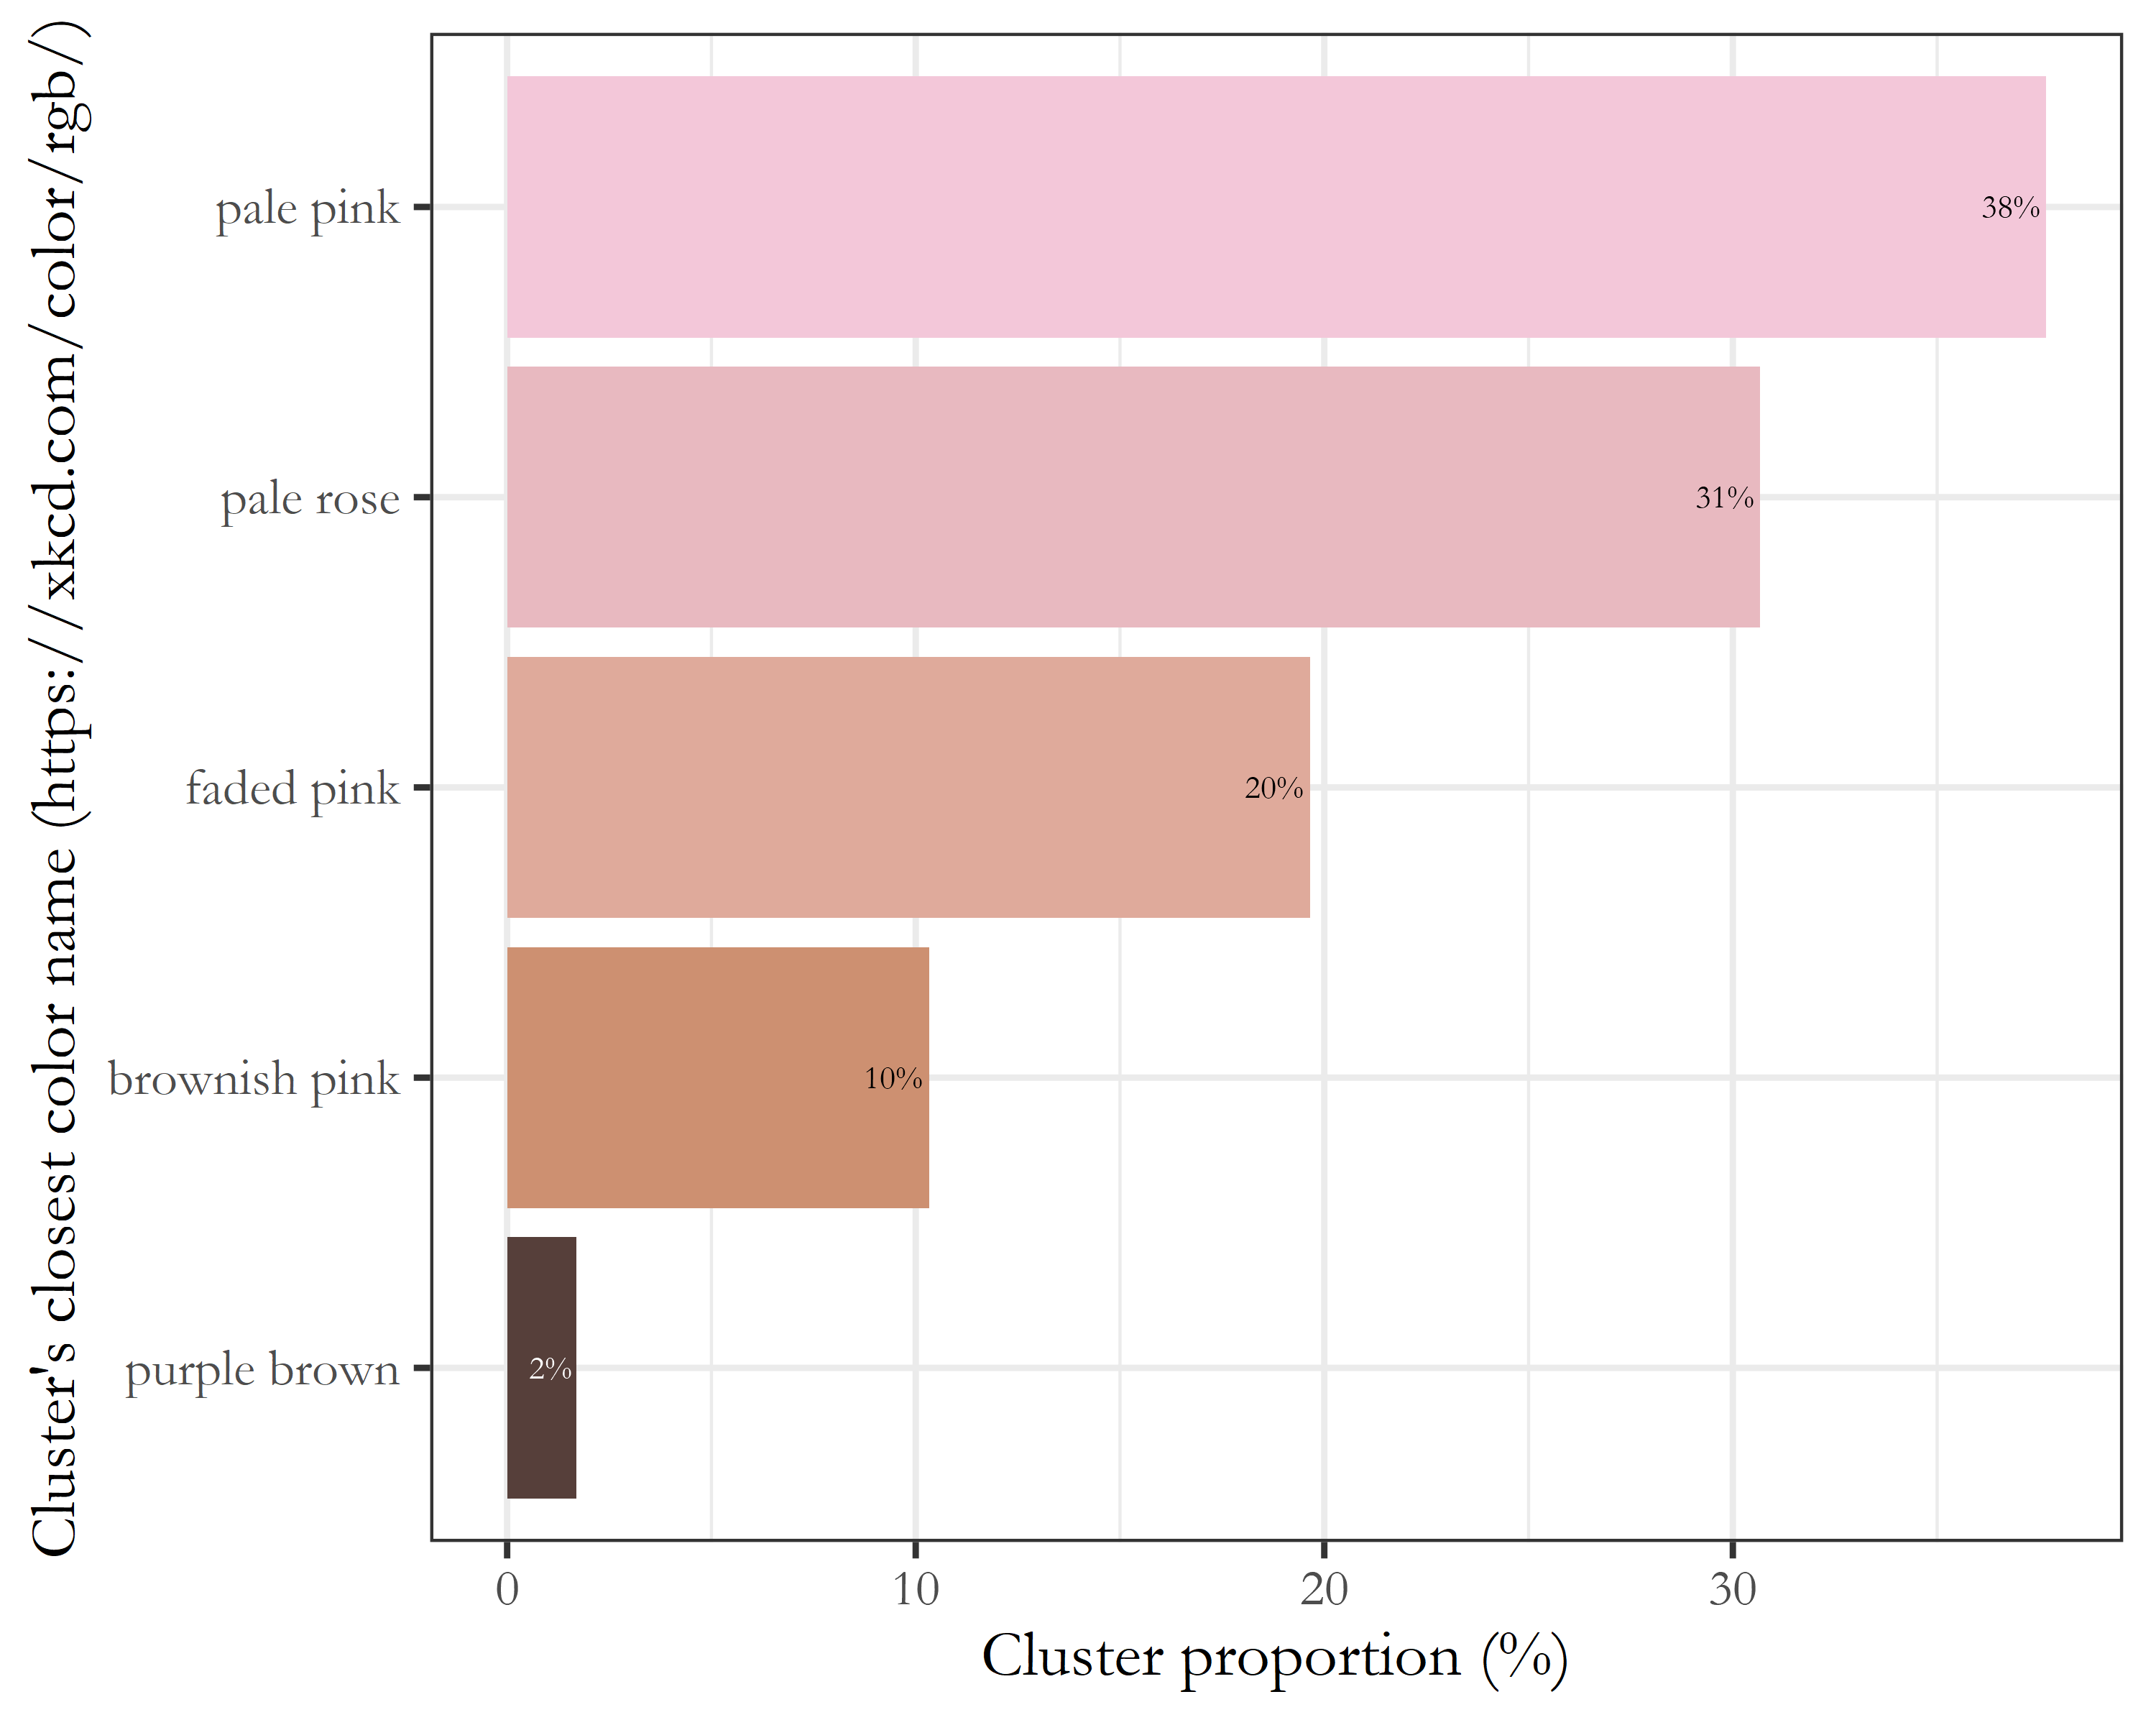 Cluster's closest color name (https://xkcd.com/color/rgb/)
pale pink
38%
pale rose
31%
faded pink
20%
brownish pink
10%
purple brown
2%
0 10 20 30
Cluster proportion (%)